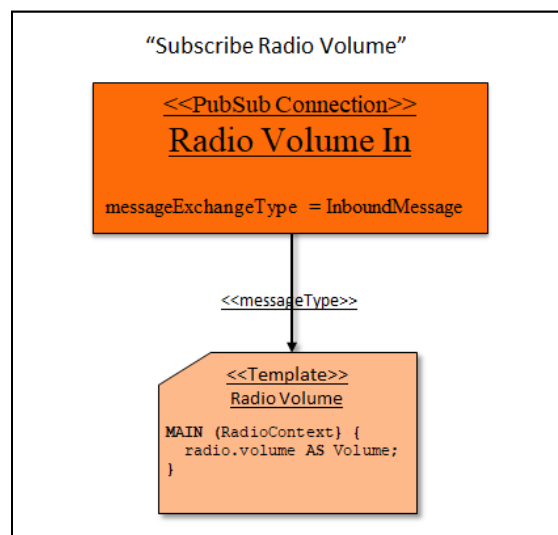 “Subscribe Radio Volume”
<<PubSub Connection>>
Radio Volume In
messageExchangeType = InboundMessage
<<messageType>>
<<Template>>
Radio Volume
MAIN (RadioContext} {
radio.volume AS Volume;
}